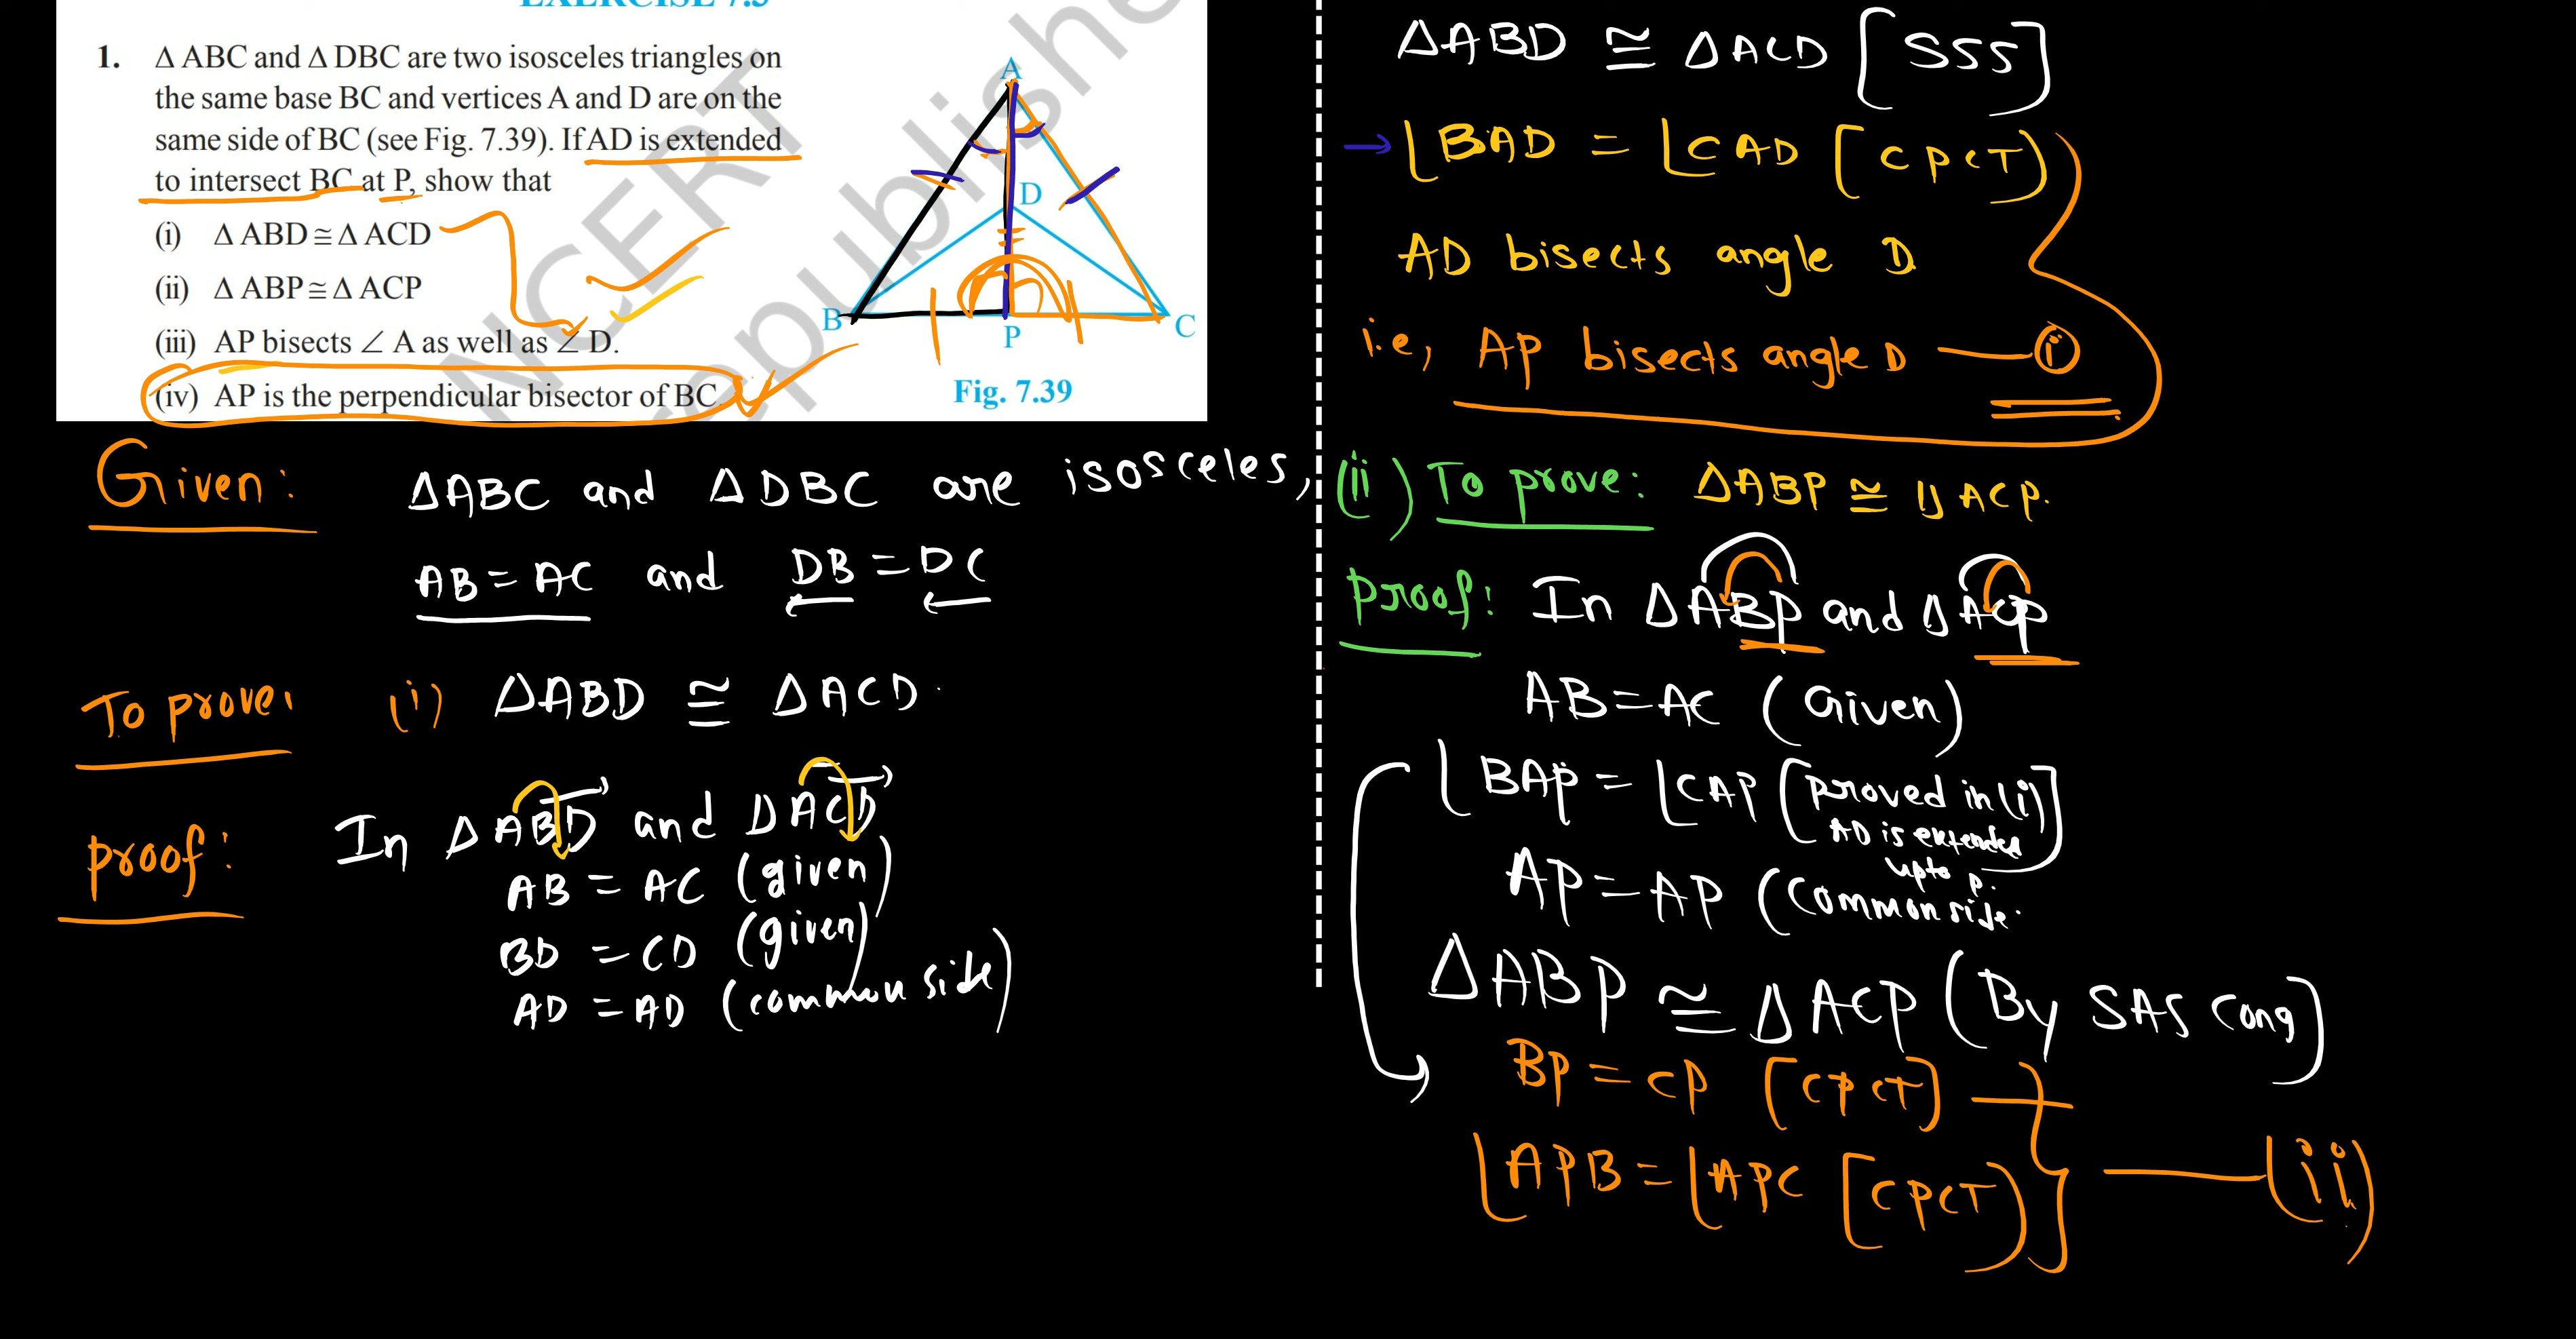 EXERCISE 7.3
1. Δ ABC and Δ DBC are two isosceles triangles on
the same base BC and vertices A and D are on the
same side of BC (see Fig. 7.39). If AD is extended
to intersect BC at P, show that
(i) Δ ABD ≅ Δ ACD
(ii) Δ ABP ≅ Δ ACP
(iii) AP bisects ∠ A as well as ∠ D.
(iv) AP is the perpendicular bisector of BC.
A
D
B
P
C
Fig. 7.39
NCERT
republishe
Given: ΔABC and ΔDBC are isosceles,
AB = AC and DB = DC
To prove: (i) ΔABD ≅ ΔACD.
Proof: In ΔABD and ΔACD
AB = AC (given)
BD = CD (given)
AD = AD (common side)
ΔABD ≅ ΔACD [SSS]
→ ∠BAD = ∠CAD [CPCT)
AD bisects angle D
i.e, AP bisects angle D — (i)
(ii) To prove: ΔABP ≅ ΔACP.
Proof: In ΔABP and ΔACP
AB = AC (Given)
∠BAP = ∠CAP [proved in (i)
AD is extended
upto P.]
AP = AP (Common side.
ΔABP ≅ ΔACP (By SAS cong)
BP = CP [CPCT]
∠APB = ∠APC [CPCT)] — (ii)